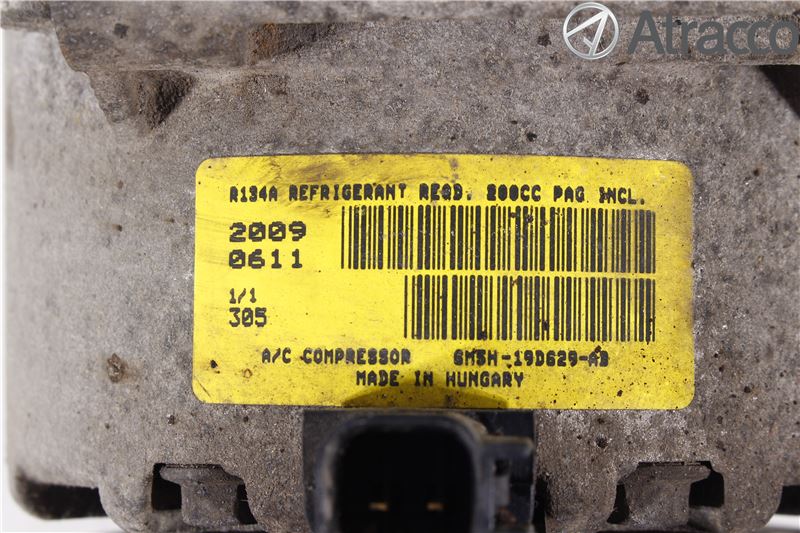 Atracco
R134A REFRIGERANT REQD. 200CC PAG INCL.
2009
0611
1/1
305
A/C COMPRESSOR 6M5H-19D629-AB
MADE IN HUNGARY